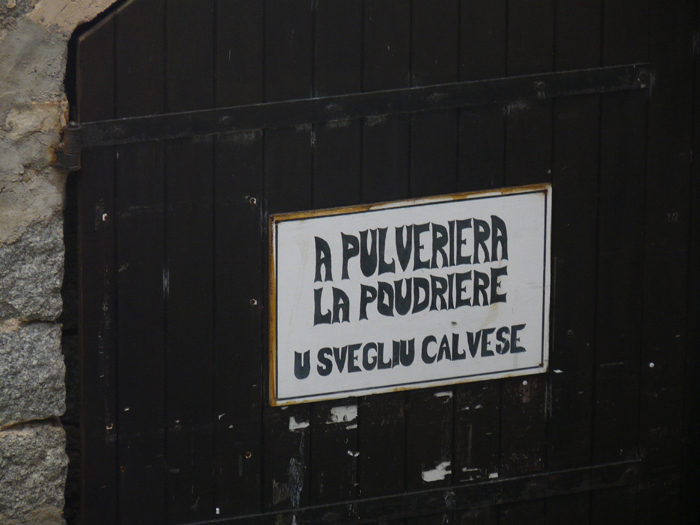 A PULVERIERA
LA POUDRIERE
U SVEGLIU CALVESE